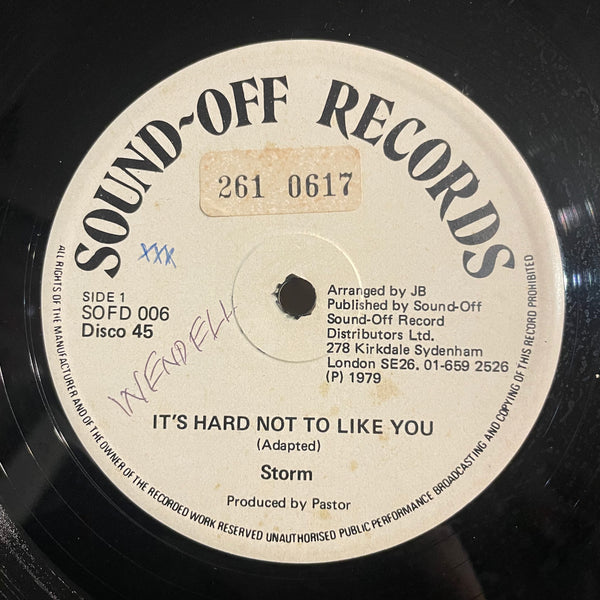 SOUND-OFF RECORDS
261 0617
XXX
SIDE 1
SOFD 006
Disco 45
WENDELL
Arranged by JB
Published by Sound-Off
Sound-Off Record
Distributors Ltd.
278 Kirkdale Sydenham
London SE26. 01-659 2526
(P) 1979
IT'S HARD NOT TO LIKE YOU
(Adapted)
Storm
Produced by Pastor
ALL RIGHTS OF THE MANUFACTURER AND OF THE OWNER OF THE RECORDED WORK RESERVED UNAUTHORISED PUBLIC PERFORMANCE BROADCASTING AND COPYING OF THIS RECORD PROHIBITED